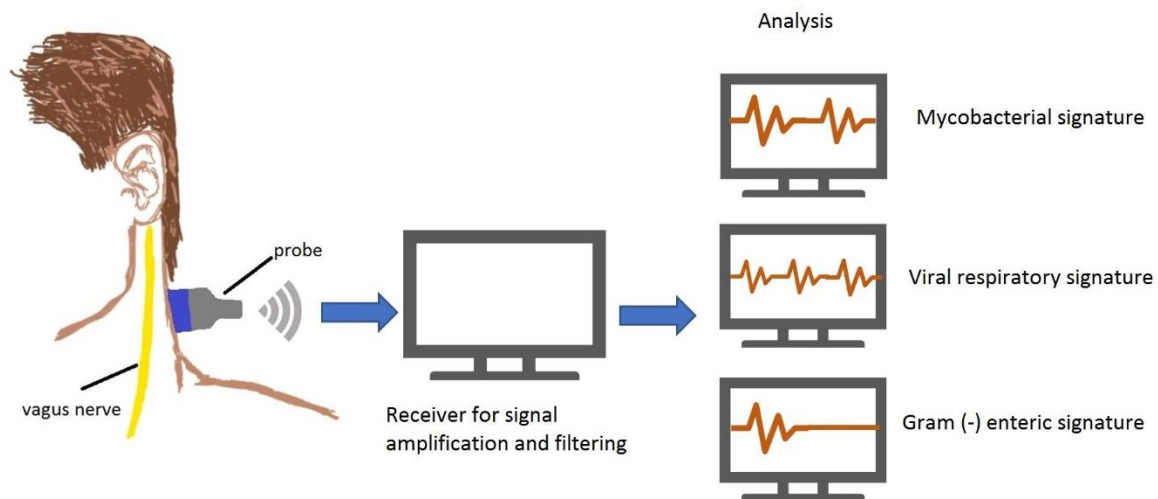 Analysis
Mycobacterial signature
probe
Viral respiratory signature
vagus nerve
Receiver for signal
amplification and filtering
Gram (-) enteric signature